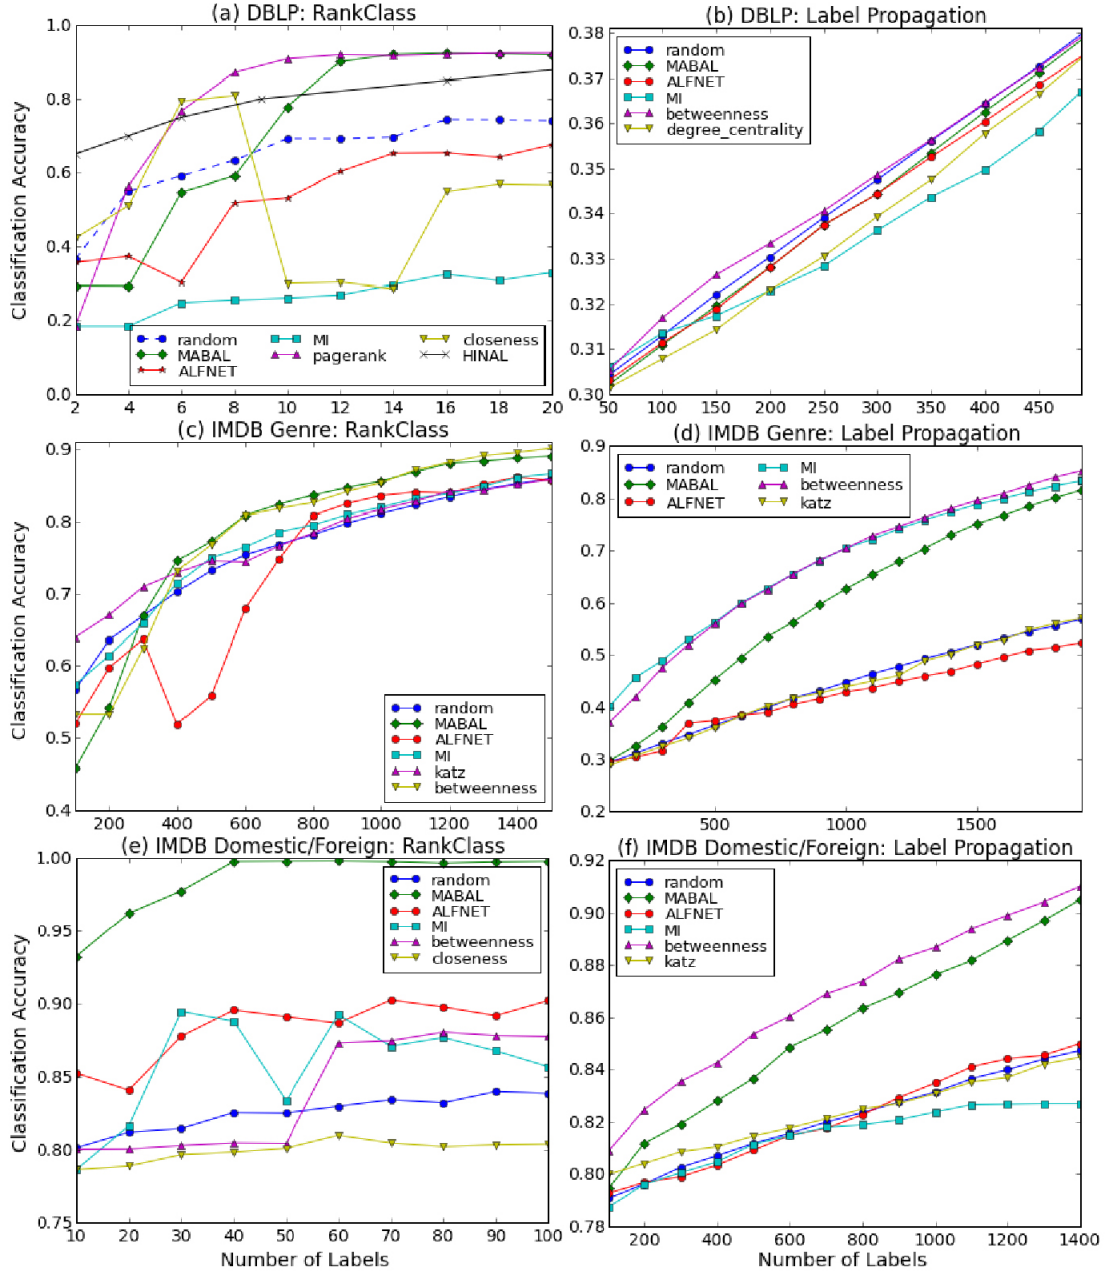 (a) DBLP: RankClass
Classification Accuracy
1.0
0.8
0.6
0.4
0.2
0.0
random
MABAL
ALFNET
MI
pagerank
closeness
HINAL
2 4 6 8 10 12 14 16 18 20
(b) DBLP: Label Propagation
0.38
0.37
0.36
0.35
0.34
0.33
0.32
0.31
0.30
random
MABAL
ALFNET
MI
betweenness
degree_centrality
50 100 150 200 250 300 350 400 450
(c) IMDB Genre: RankClass
Classification Accuracy
0.9
0.8
0.7
0.6
0.5
0.4
random
MABAL
ALFNET
MI
katz
betweenness
200 400 600 800 1000 1200 1400
(d) IMDB Genre: Label Propagation
0.9
0.8
0.7
0.6
0.5
0.4
0.3
0.2
random
MABAL
ALFNET
MI
betweenness
katz
500 1000 1500
(e) IMDB Domestic/Foreign: RankClass
Classification Accuracy
1.00
0.95
0.90
0.85
0.80
0.75
random
MABAL
ALFNET
MI
betweenness
closeness
10 20 30 40 50 60 70 80 90 100
Number of Labels
(f) IMDB Domestic/Foreign: Label Propagation
0.92
0.90
0.88
0.86
0.84
0.82
0.80
0.78
random
MABAL
ALFNET
MI
betweenness
katz
200 400 600 800 1000 1200 1400
Number of Labels